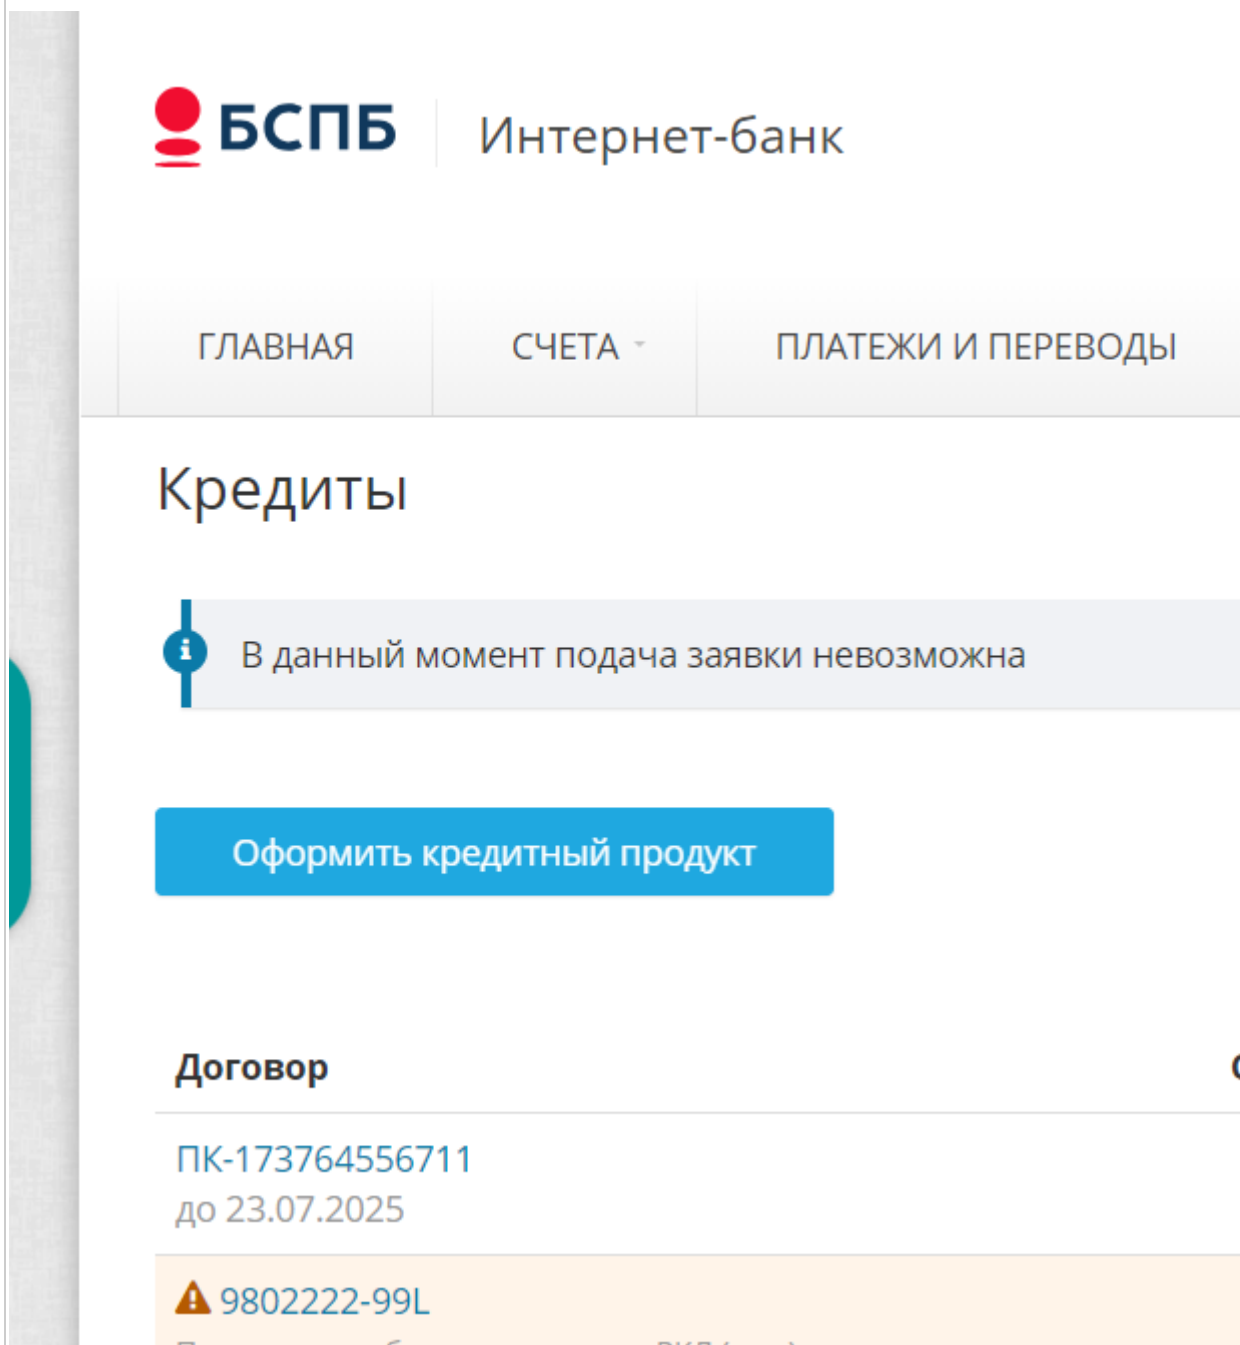 БСПБ
Интернет-банк
ГЛАВНАЯ
СЧЕТА
ПЛАТЕЖИ И ПЕРЕВОДЫ
Кредиты
В данный момент подача заявки невозможна
Оформить кредитный продукт
Договор
ПК-173764556711
до 23.07.2025
9802222-99L